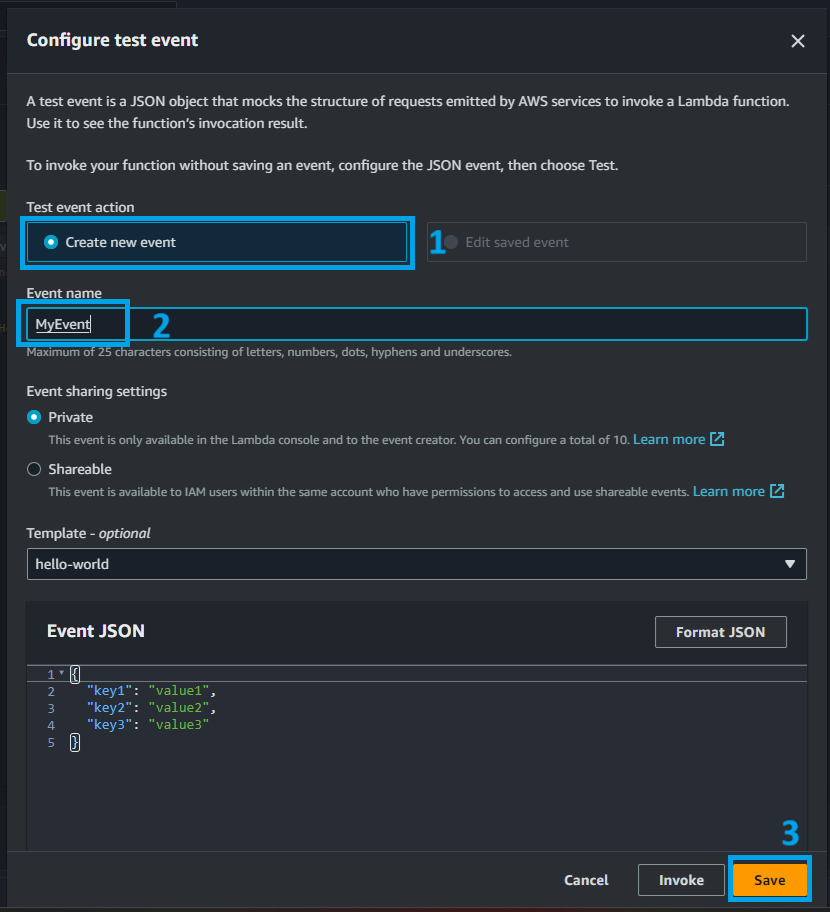 Configure test event
A test event is a JSON object that mocks the structure of requests emitted by AWS services to invoke a Lambda function.
Use it to see the function's invocation result.
To invoke your function without saving an event, configure the JSON event, then choose Test.
Test event action
Create new event
1
Edit saved event
Event name
MyEvent
2
Maximum of 25 characters consisting of letters, numbers, dots, hyphens and underscores.
Event sharing settings
Private
This event is only available in the Lambda console and to the event creator. You can configure a total of 10. Learn more
Shareable
This event is available to IAM users within the same account who have permissions to access and use shareable events. Learn more
Template - optional
hello-world
Event JSON
Format JSON
1 {
2 "key1": "value1",
3 "key2": "value2",
4 "key3": "value3"
5 }
3
Cancel
Invoke
Save